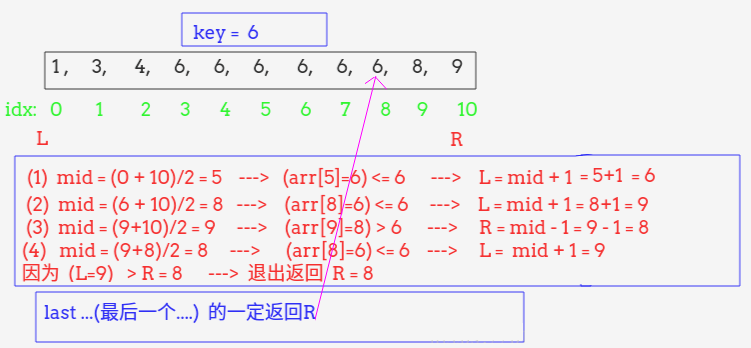 key = 6
1, 3, 4, 6, 6, 6, 6, 6, 6, 8, 9
idx: 0 1 2 3 4 5 6 7 8 9 10
L R
(1) mid = (0 + 10)/2 = 5 ---> (arr[5]=6) <= 6 ---> L = mid + 1 = 5+1 = 6
(2) mid = (6 + 10)/2 = 8 ---> (arr[8]=6) <= 6 ---> L = mid + 1 = 8+1 = 9
(3) mid = (9+10)/2 = 9 ---> (arr[9]=8) > 6 ---> R = mid - 1 = 9 - 1 = 8
(4) mid = (9+8)/2 = 8 ---> (arr[8]=6) <= 6 ---> L = mid + 1 = 9
因为 (L=9) > R = 8 ---> 退出返回 R = 8
last ...(最后一个....) 的一定返回R